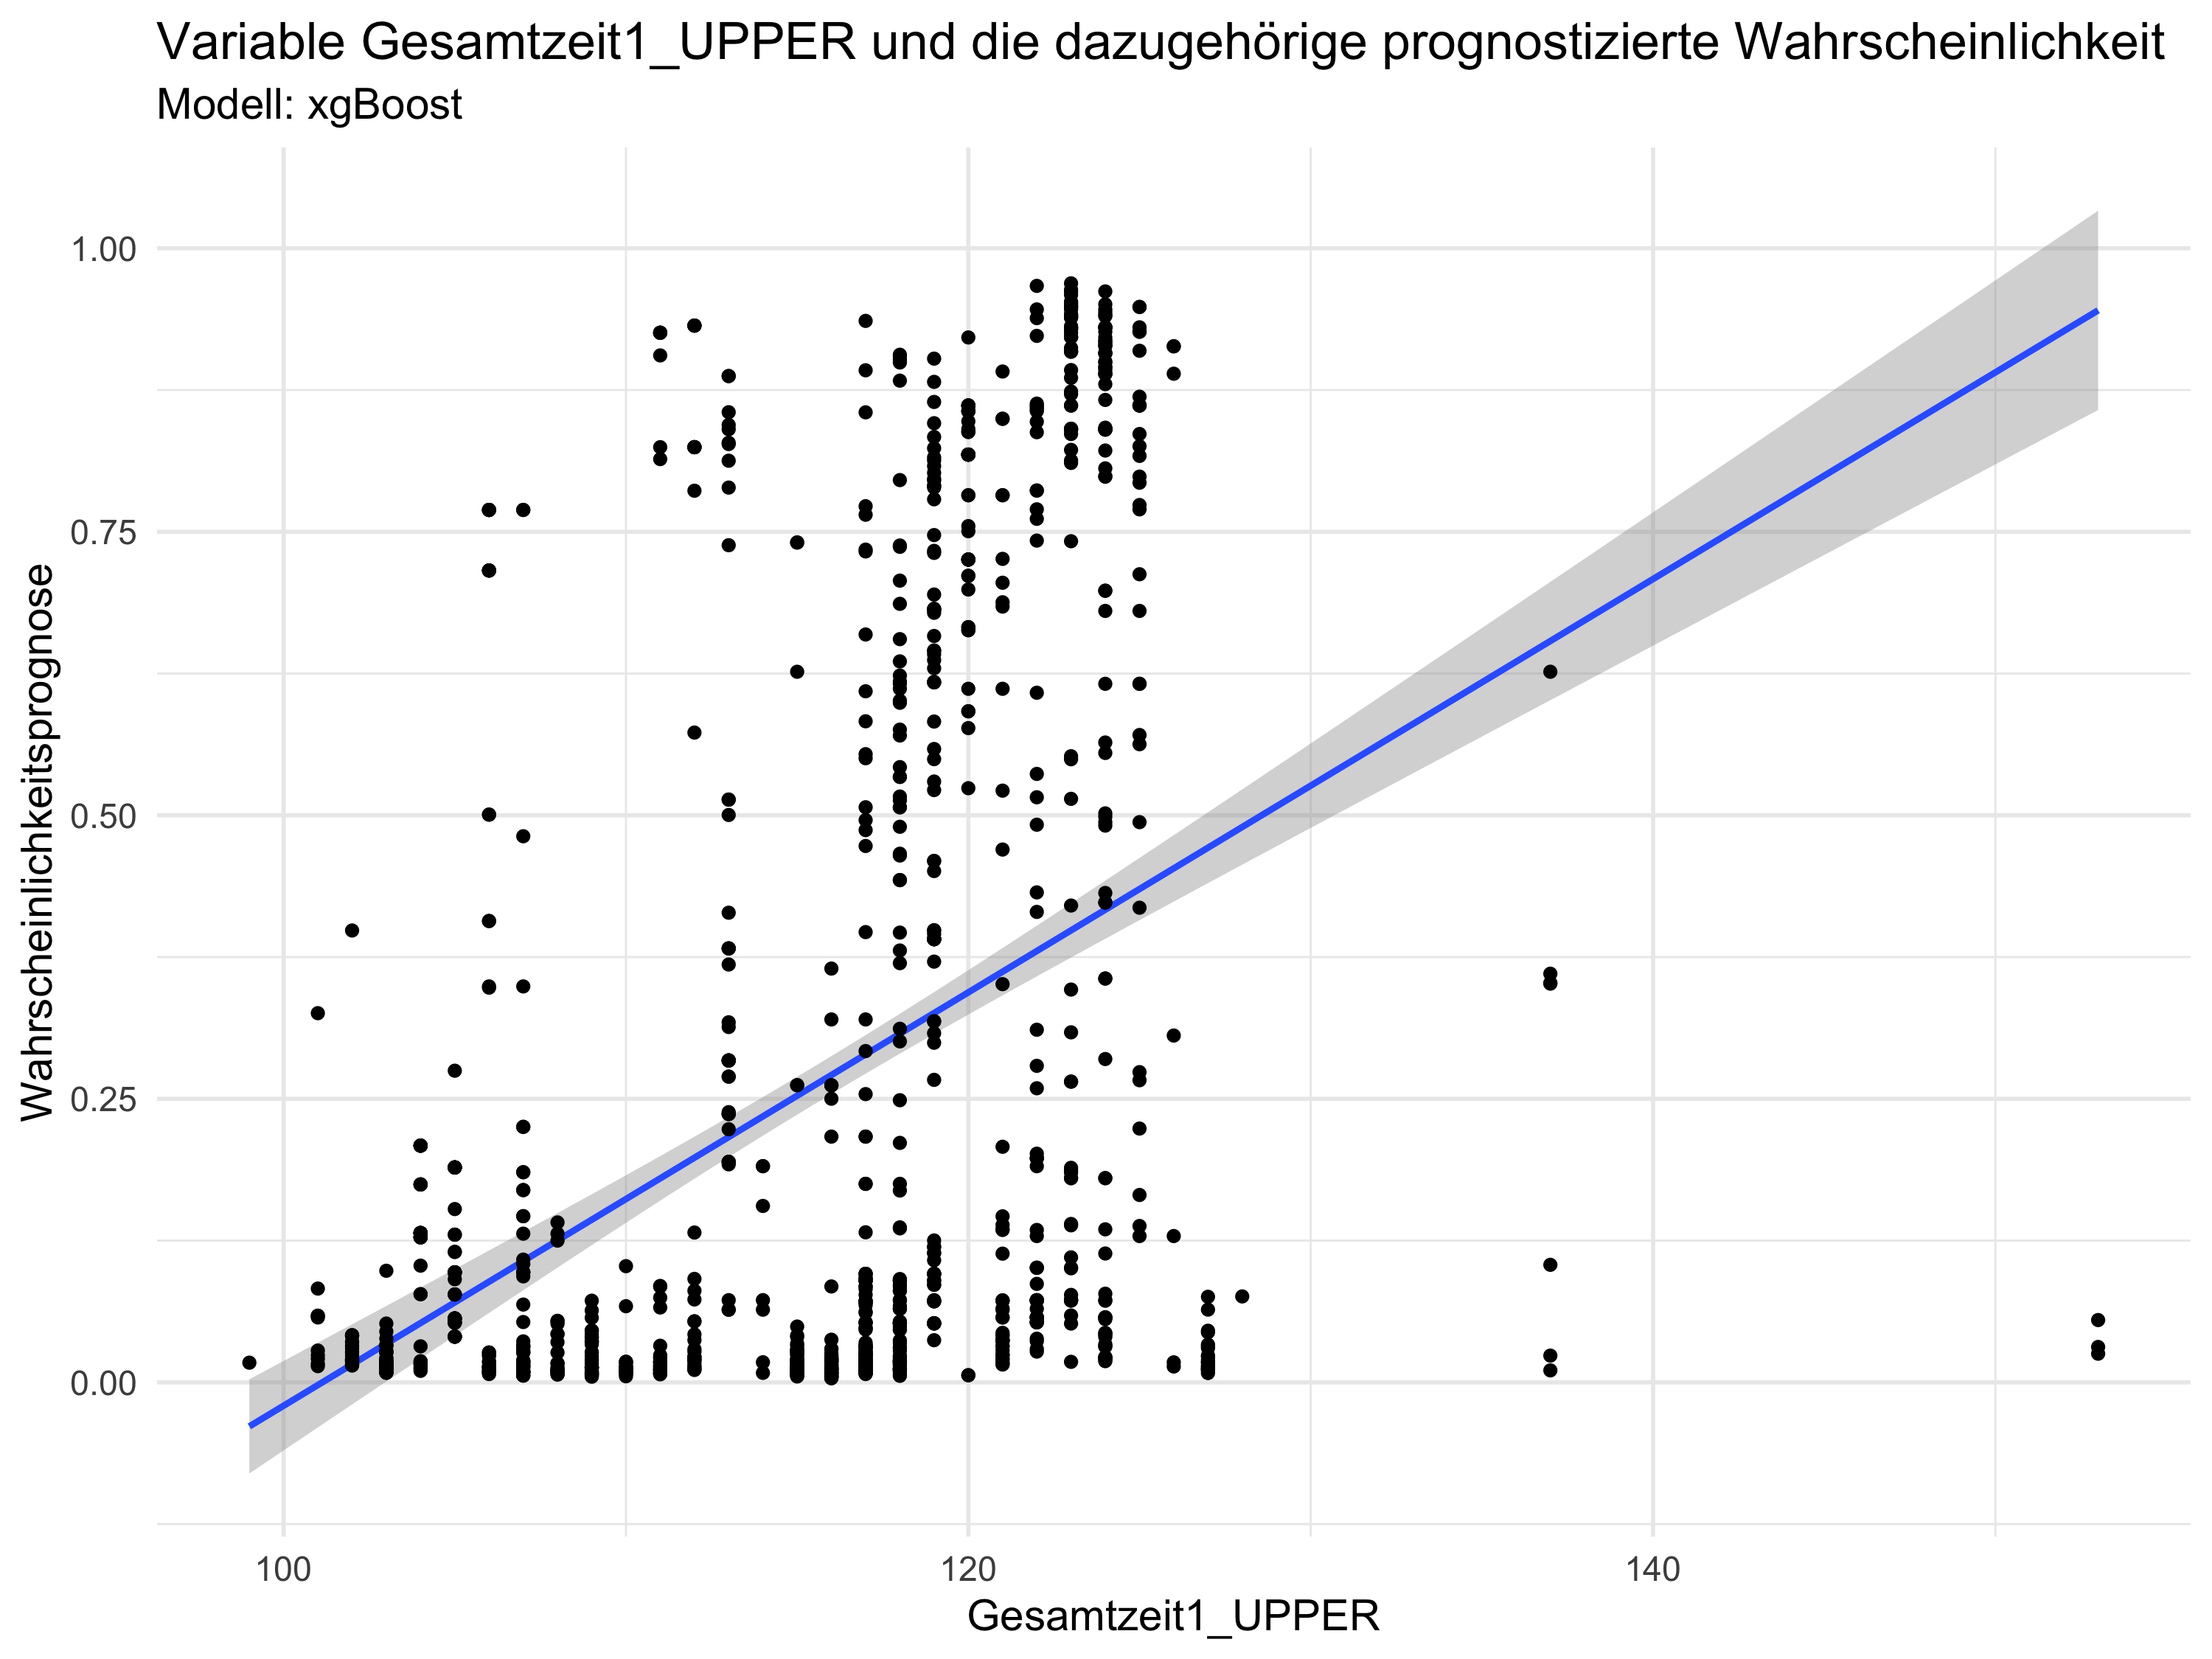 Variable Gesamtzeit1_UPPER und die dazugehörige prognostizierte Wahrscheinlichkeit
Modell: xgBoost
1.00
0.75
0.50
0.25
0.00
Wahrscheinlichkeitsprognose
100
120
140
Gesamtzeit1_UPPER